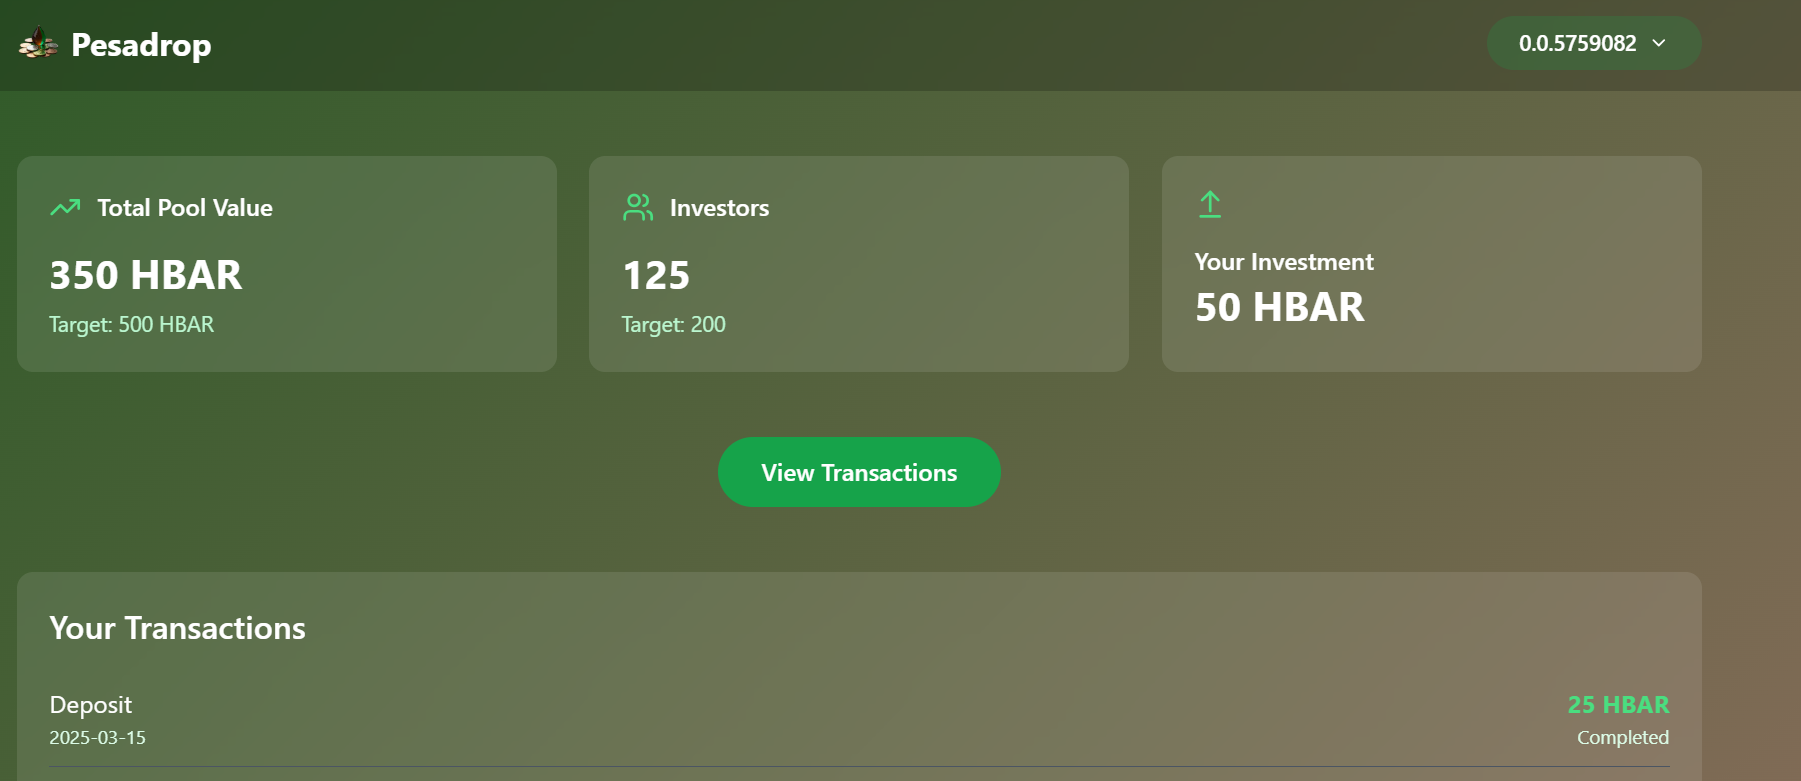 Pesadrop
0.0.5759082
Total Pool Value
350 HBAR
Target: 500 HBAR
Investors
125
Target: 200
Your Investment
50 HBAR
View Transactions
Your Transactions
Deposit
25 HBAR
2025-03-15
Completed